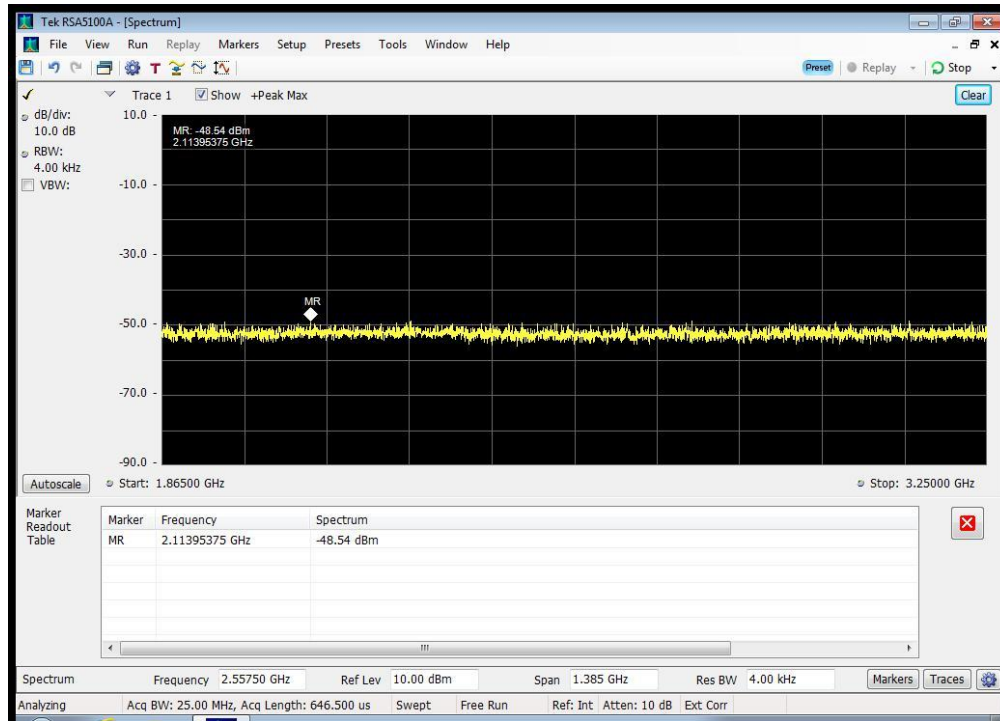 Tek RSA5100A - [Spectrum]
File View Run Replay Markers Setup Presets Tools Window Help
T Preset Replay Stop
Trace 1 Show +Peak Max Clear
dB/div:
10.0 dB
RBW:
4.00 kHz
VBW:
10.0
-10.0
-30.0
-50.0
-70.0
-90.0
MR: -48.54 dBm
2.11395375 GHz
MR
Autoscale Start: 1.86500 GHz Stop: 3.25000 GHz
Marker
Readout
Table
Marker Frequency Spectrum
MR 2.11395375 GHz -48.54 dBm
Spectrum Frequency 2.55750 GHz Ref Lev 10.00 dBm Span 1.385 GHz Res BW 4.00 kHz Markers Traces
Analyzing Acq BW: 25.00 MHz, Acq Length: 646.500 us Swept Free Run Ref: Int Atten: 10 dB Ext Corr